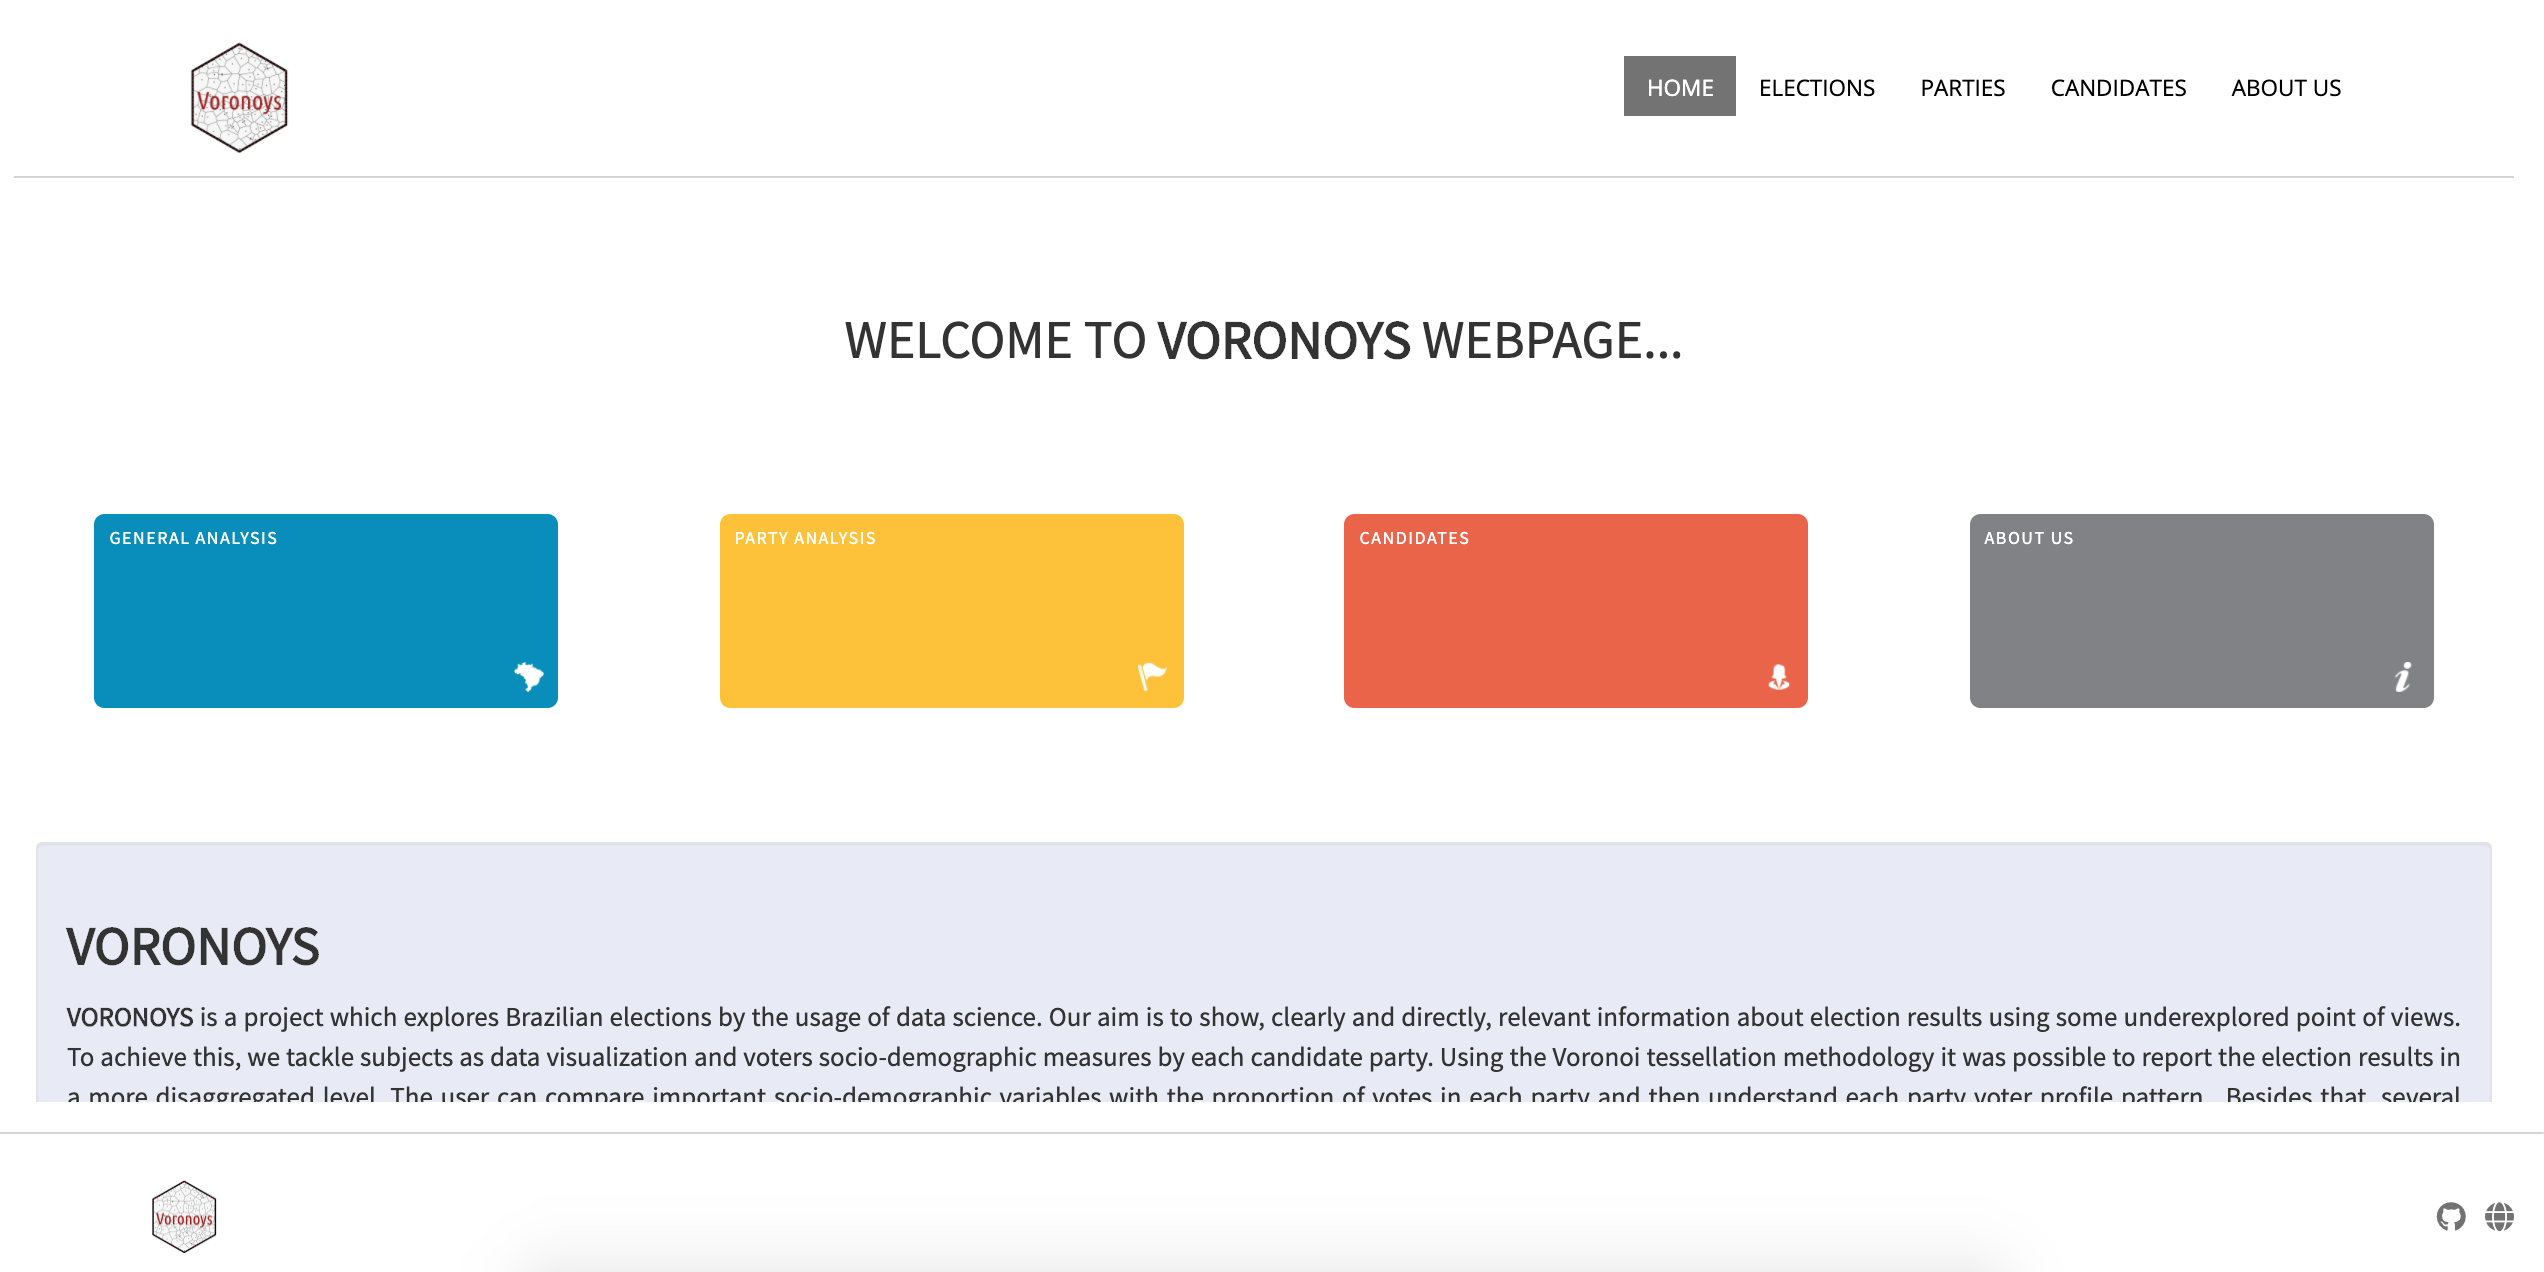 Voronoys
HOME ELECTIONS PARTIES CANDIDATES ABOUT US
WELCOME TO VORONOYS WEBPAGE...
GENERAL ANALYSIS
PARTY ANALYSIS
CANDIDATES
ABOUT US
VORONOYS
VORONOYS is a project which explores Brazilian elections by the usage of data science. Our aim is to show, clearly and directly, relevant information about election results using some underexplored point of views.
To achieve this, we tackle subjects as data visualization and voters socio-demographic measures by each candidate party. Using the Voronoi tessellation methodology it was possible to report the election results in
a more disaggregated level. The user can compare important socio-demographic variables with the proportion of votes in each party and then understand each party voter profile pattern.. Besides that, several
Voronoys